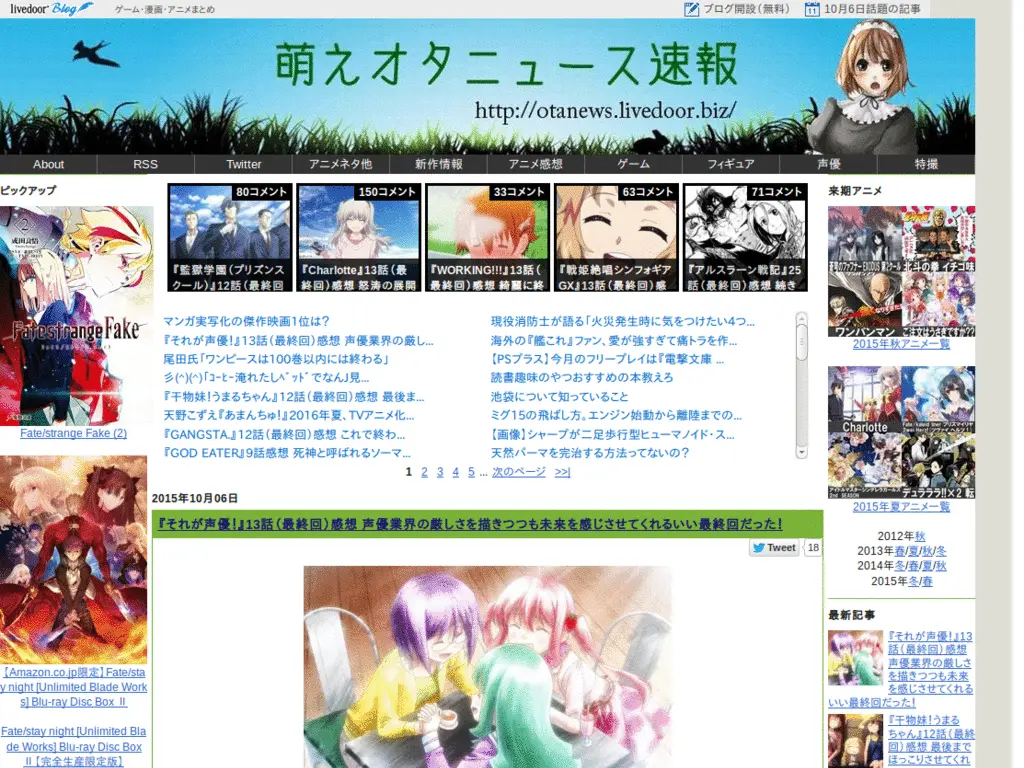 livedoor Blog
ゲーム・漫画・アニメまとめ
ブログ開設(無料)
10月6日話題の記事
萌えオタニュース速報
http://otanews.livedoor.biz/
About
RSS
Twitter
アニメネタ他
新作情報
アニメ感想
ゲーム
フィギュア
声優
特撮
ピックアップ
2
成田良悟
Fate strange Fake
Fate/strange Fake (2)
【Amazon.co.jp限定】Fate/sta
y night [Unlimited Blade Work
s] Blu-ray Disc Box Ⅱ
Fate/stay night [Unlimited Bla
de Works] Blu-ray Disc Box
Ⅱ【完全生産限定版】
80コメント
『監獄学園(プリズンス
クール)』12話(最終回
150コメント
『Charlotte』13話(最
終回)感想 怒涛の展開
33コメント
『WORKING!!!』13話(
最終回)感想 綺麗に終
63コメント
『戦姫絶唱シンフォギア
GX』13話(最終回)感
71コメント
『アルスラーン戦記』25
話(最終回)感想 続き
マンガ実写化の傑作映画1位は?
『それが声優!』13話(最終回)感想 声優業界の厳し...
尾田氏「ワンピースは100巻以内には終わる」
彡(^)(^)「コーヒー淹れたしベッドでなんJ見...
『干物妹!うまるちゃん』12話(最終回)感想 最後ま...
天野こずえ『あまんちゅ!』2016年夏、TVアニメ化...
『GANGSTA.』12話(最終回)感想 これで終わ...
『GOD EATER』9話感想 死神と呼ばれるソーマ...
現役消防士が語る「火災発生時に気をつけたい4つ...
海外の『艦これ』ファン、愛が強すぎて痛トラを作...
【PSプラス】今月のフリープレイは『電撃文庫 ...
読書趣味のやつおすすめの本教えろ
池袋について知っていること
ミグ15の飛ばし方。エンジン始動から離陸までの...
【画像】シャープが二足歩行型ヒューマノイド・ス...
天然パーマを完治する方法ってないの?
1 2 3 4 5 ... 次のページ >>|
2015年10月06日
『それが声優!』13話(最終回)感想 声優業界の厳しさを描きつつも未来を感じさせてくれるいい最終回だった!
Tweet
18
来期アニメ
北斗の拳 イチゴ味
ワンパンマン
ご注文はうさぎですか??
2015年秋アニメ一覧
Charlotte
デュラララ!!×2 転
2015年夏アニメ一覧
2012年秋
2013年春/夏/秋/冬
2014年冬/春/夏/秋
2015年冬/春
最新記事
『それが声優!』13
話(最終回)感想
声優業界の厳しさ
を描きつつも未来
を感じさせてくれる
いい最終回だった!
『干物妹!うまる
ちゃん』12話(最終
回)感想 最後まで
ほっこりさせてくれ